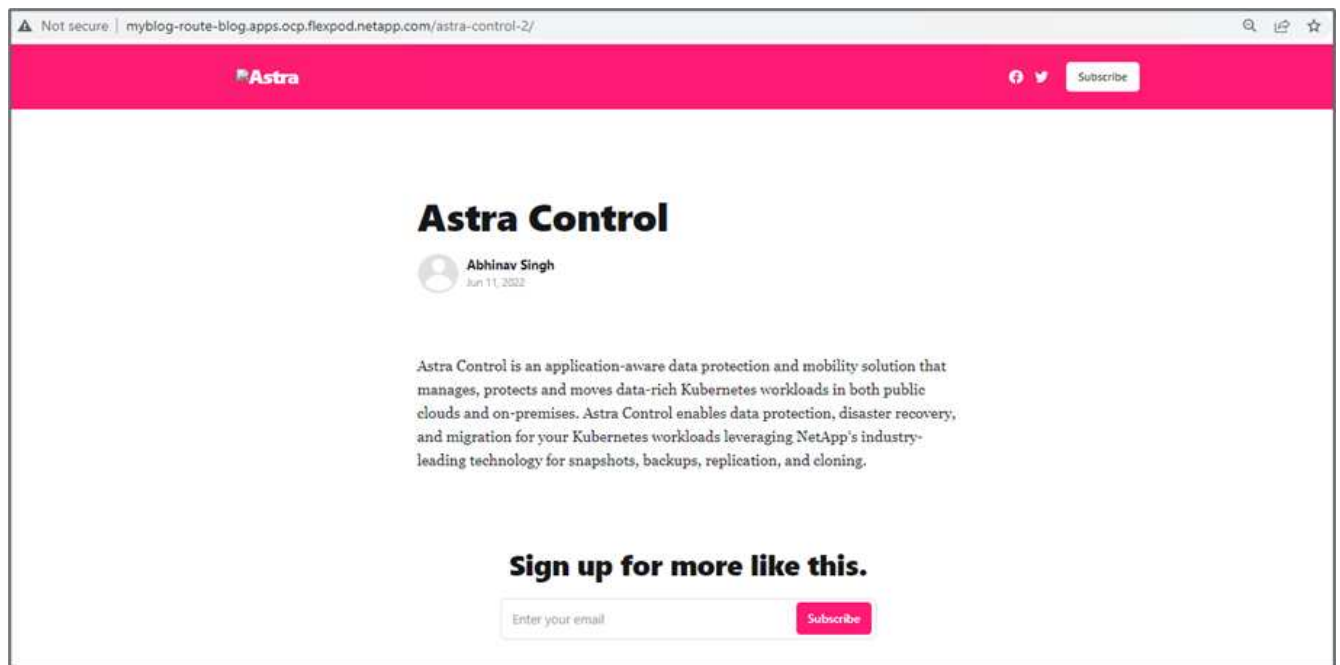 Not secure | myblog-route-blog.apps.ocp.flexpod.netapp.com/astra-control-2/
Astra
Subscribe
Astra Control
Abhinav Singh
Jun 11, 2022
Astra Control is an application-aware data protection and mobility solution that
manages, protects and moves data-rich Kubernetes workloads in both public
clouds and on-premises. Astra Control enables data protection, disaster recovery,
and migration for your Kubernetes workloads leveraging NetApp's industry-
leading technology for snapshots, backups, replication, and cloning.
Sign up for more like this.
Enter your email
Subscribe